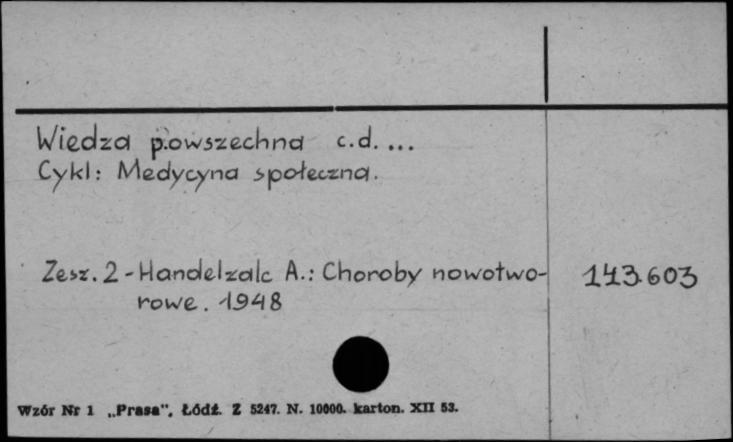 Wiedza powszechna c.d. ...
Cykl: Medycyna społeczna.
Zesz. 2 - Handelzalc A.: Choroby nowotwo- 143.603
rowe. 1948
Wzór Nr 1 „Prasa", Łódź. Z 5247. N. 10000. karton. XII 53.